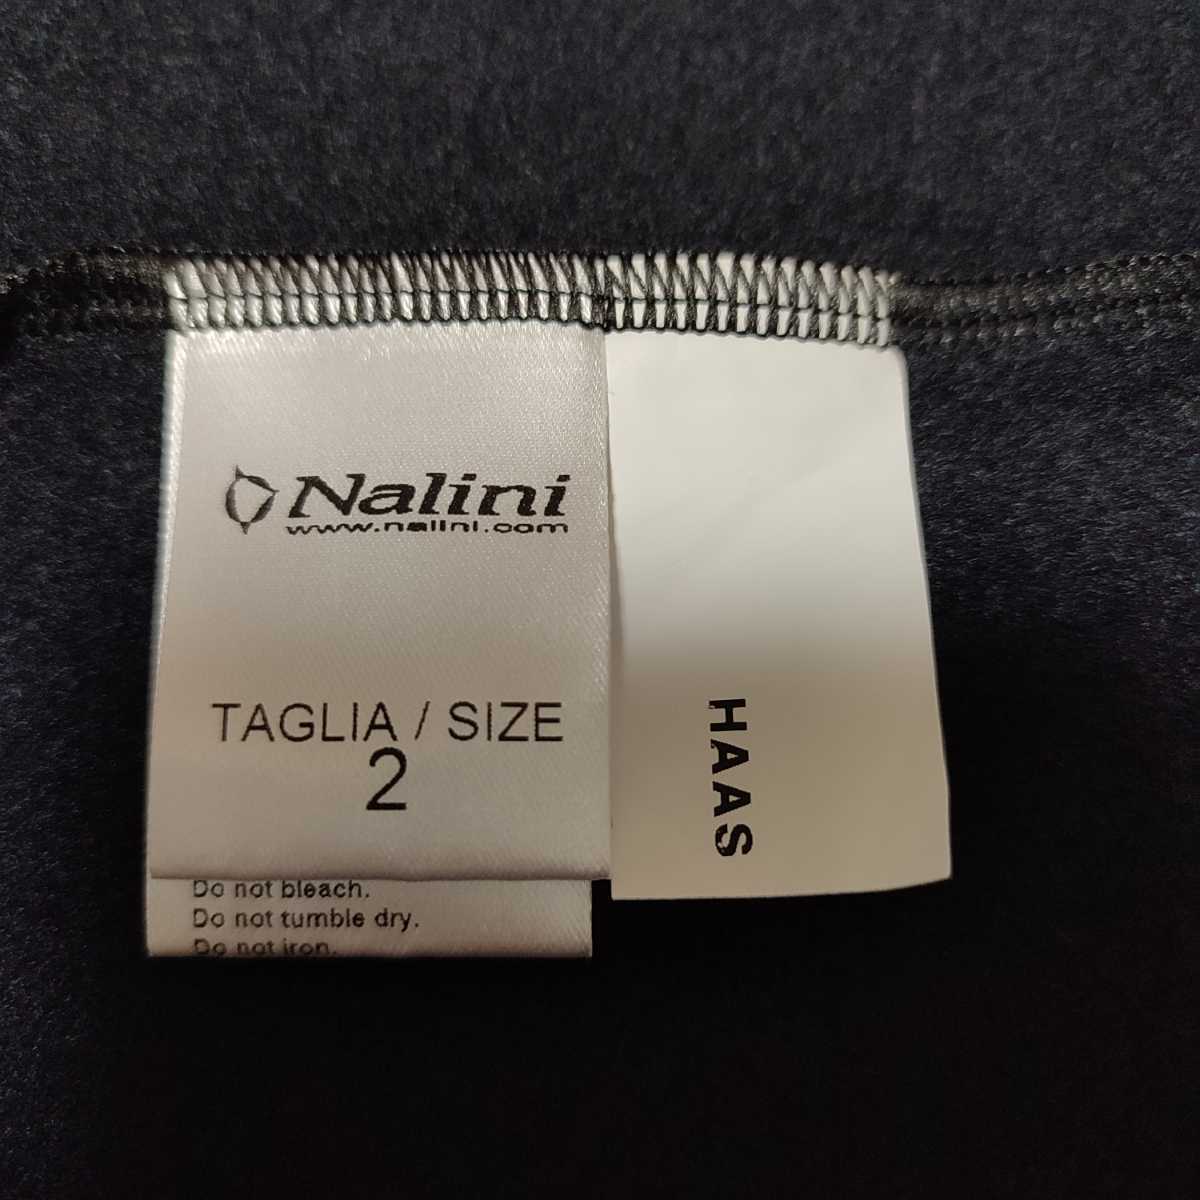 Nalini
www.nalini.com
TAGLIA / SIZE
2
Do not bleach.
Do not tumble dry.
Do not iron.
HAAS